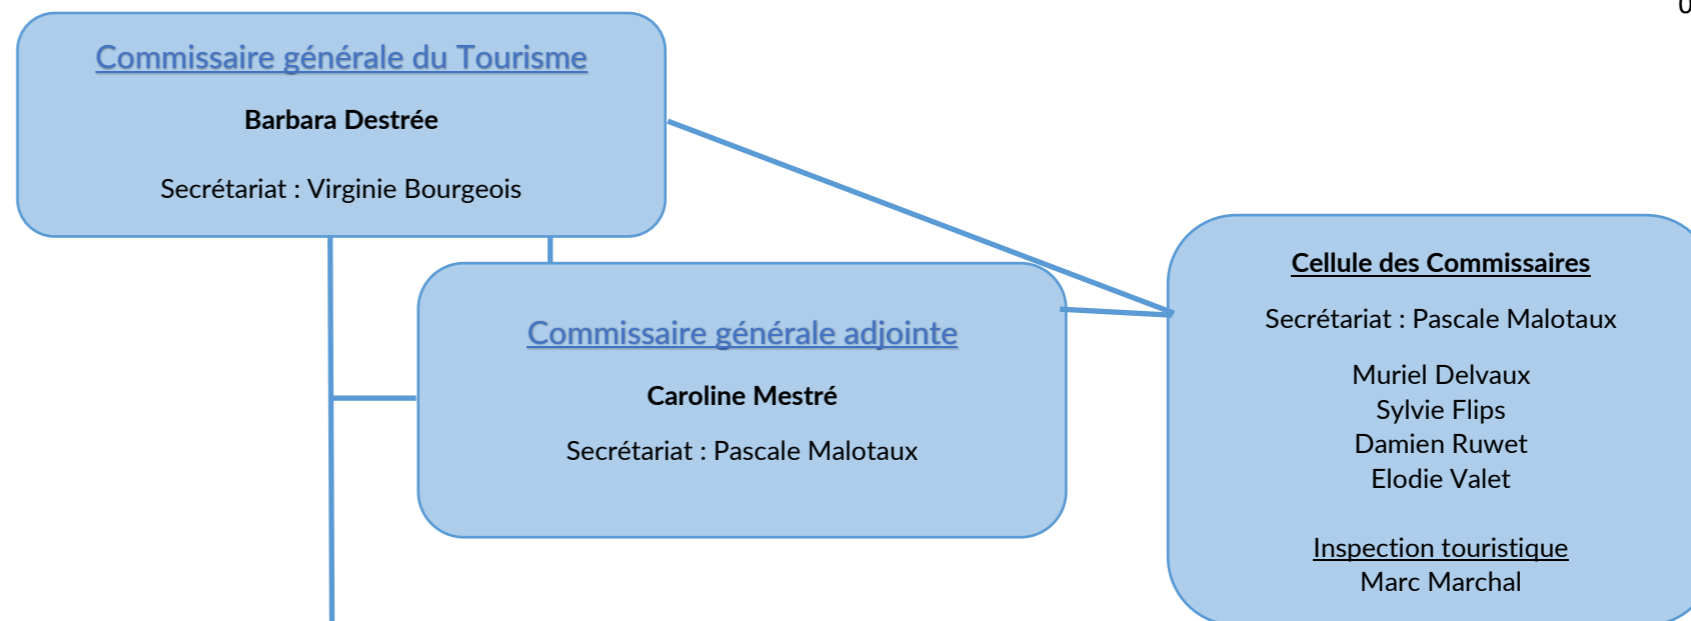 0
Commissaire générale du Tourisme
Barbara Destrée
Secrétariat : Virginie Bourgeois
Commissaire générale adjointe
Caroline Mestré
Secrétariat : Pascale Malotaux
Cellule des Commissaires
Secrétariat : Pascale Malotaux
Muriel Delvaux
Sylvie Flips
Damien Ruwet
Elodie Valet
Inspection touristique
Marc Marchal